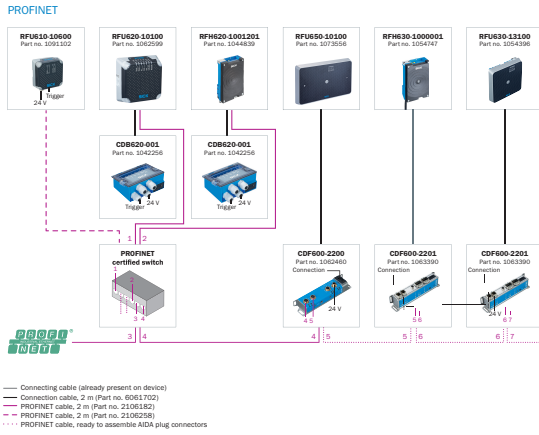 PROFINET
RFU610-10600
Part no. 1091102
Trigger
24 V
RFU620-10100
Part no. 1062599
RFH620-1001201
Part no. 1044839
RFU650-10100
Part no. 1073556
RFH630-1000001
Part no. 1054747
RFU630-13100
Part no. 1054396
CDB620-001
Part no. 1042256
24 V
Trigger
CDB620-001
Part no. 1042256
24 V
Trigger
1 2
PROFINET
certified switch
1
2
3 4
3 4
CDF600-2200
Part no. 1062460
Connection
24 V
4 5
4 5
CDF600-2201
Part no. 1063390
Connection
5 6
5 6
CDF600-2201
Part no. 1063390
Connection
24 V
6 7
6 7
PROFI
NET
Connecting cable (already present on device)
Connection cable, 2 m (Part no. 6061702)
PROFINET cable, 2 m (Part no. 2106182)
PROFINET cable, 2 m (Part no. 2106258)
PROFINET cable, ready to assemble AIDA plug connectors